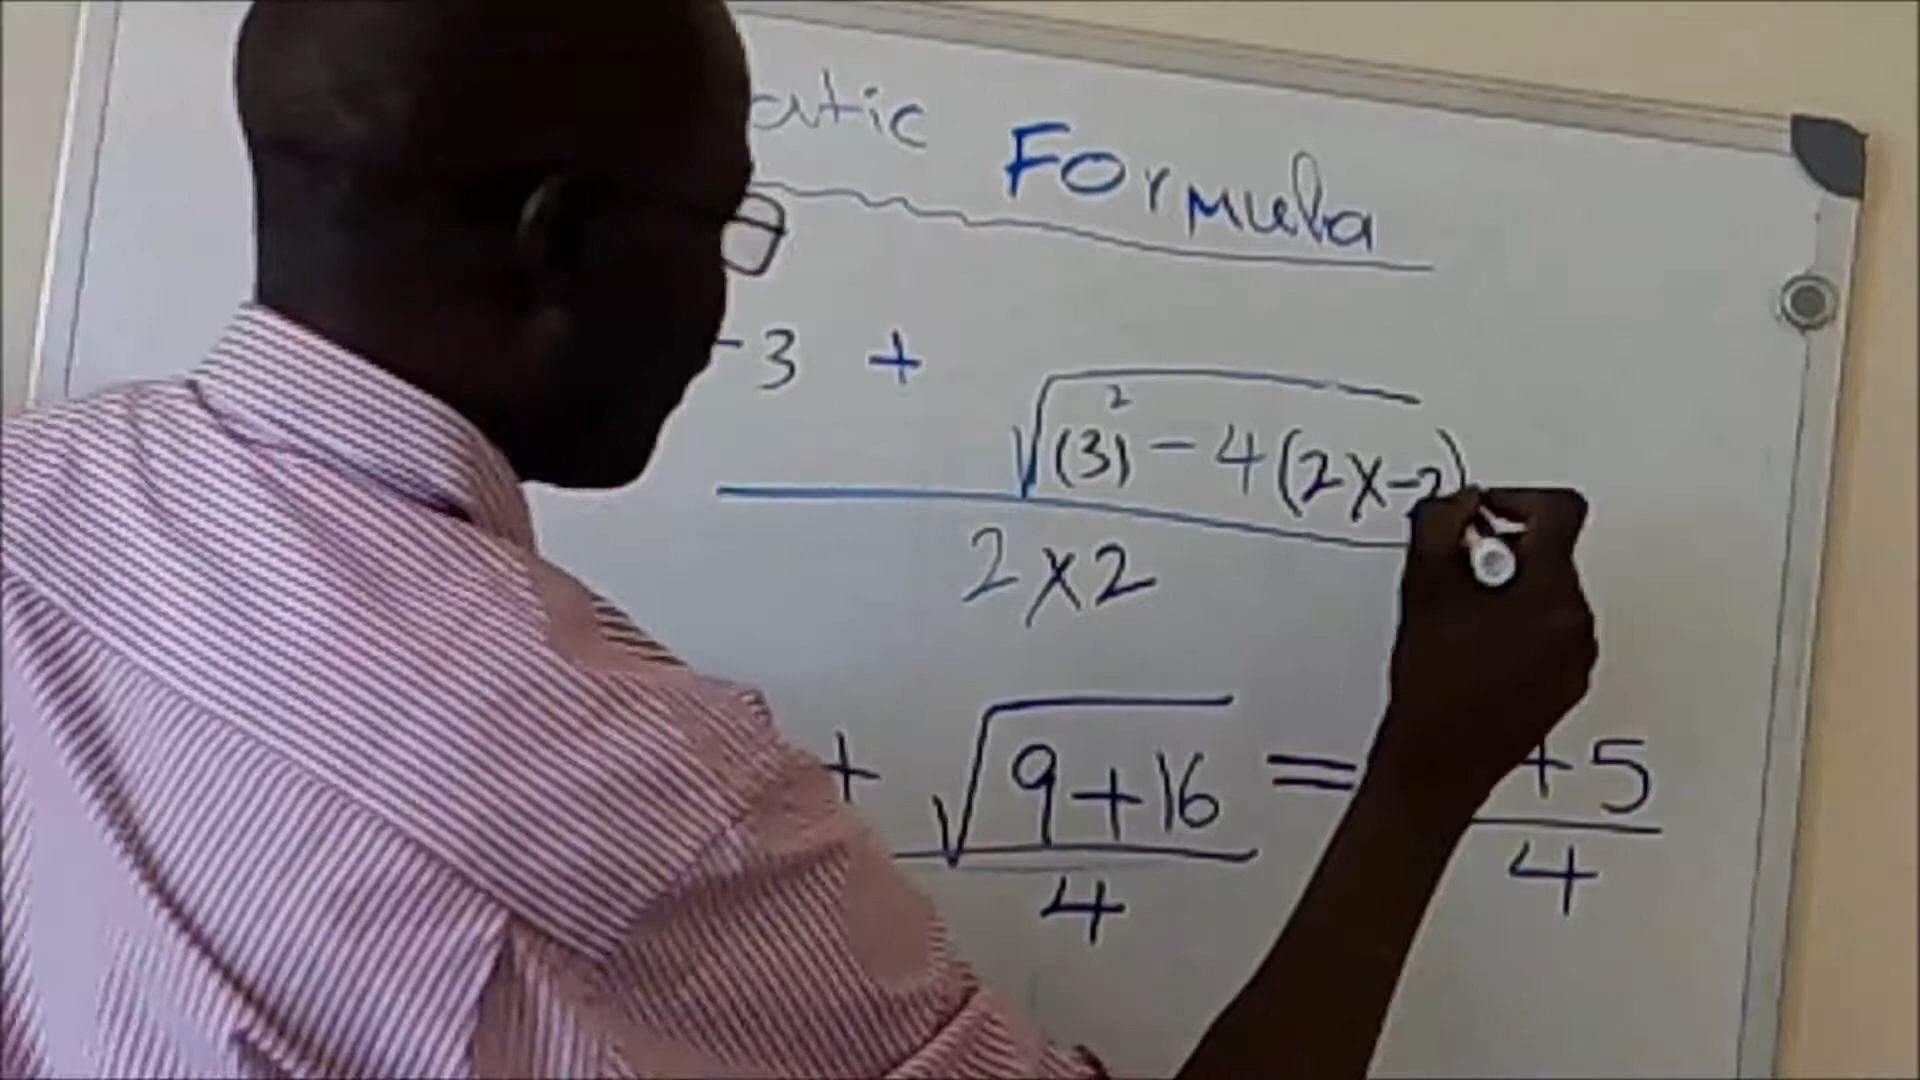 atic Formula
-3 + √(3)² - 4(2x-2)
2x2
+ √9+16 = +5
4 4